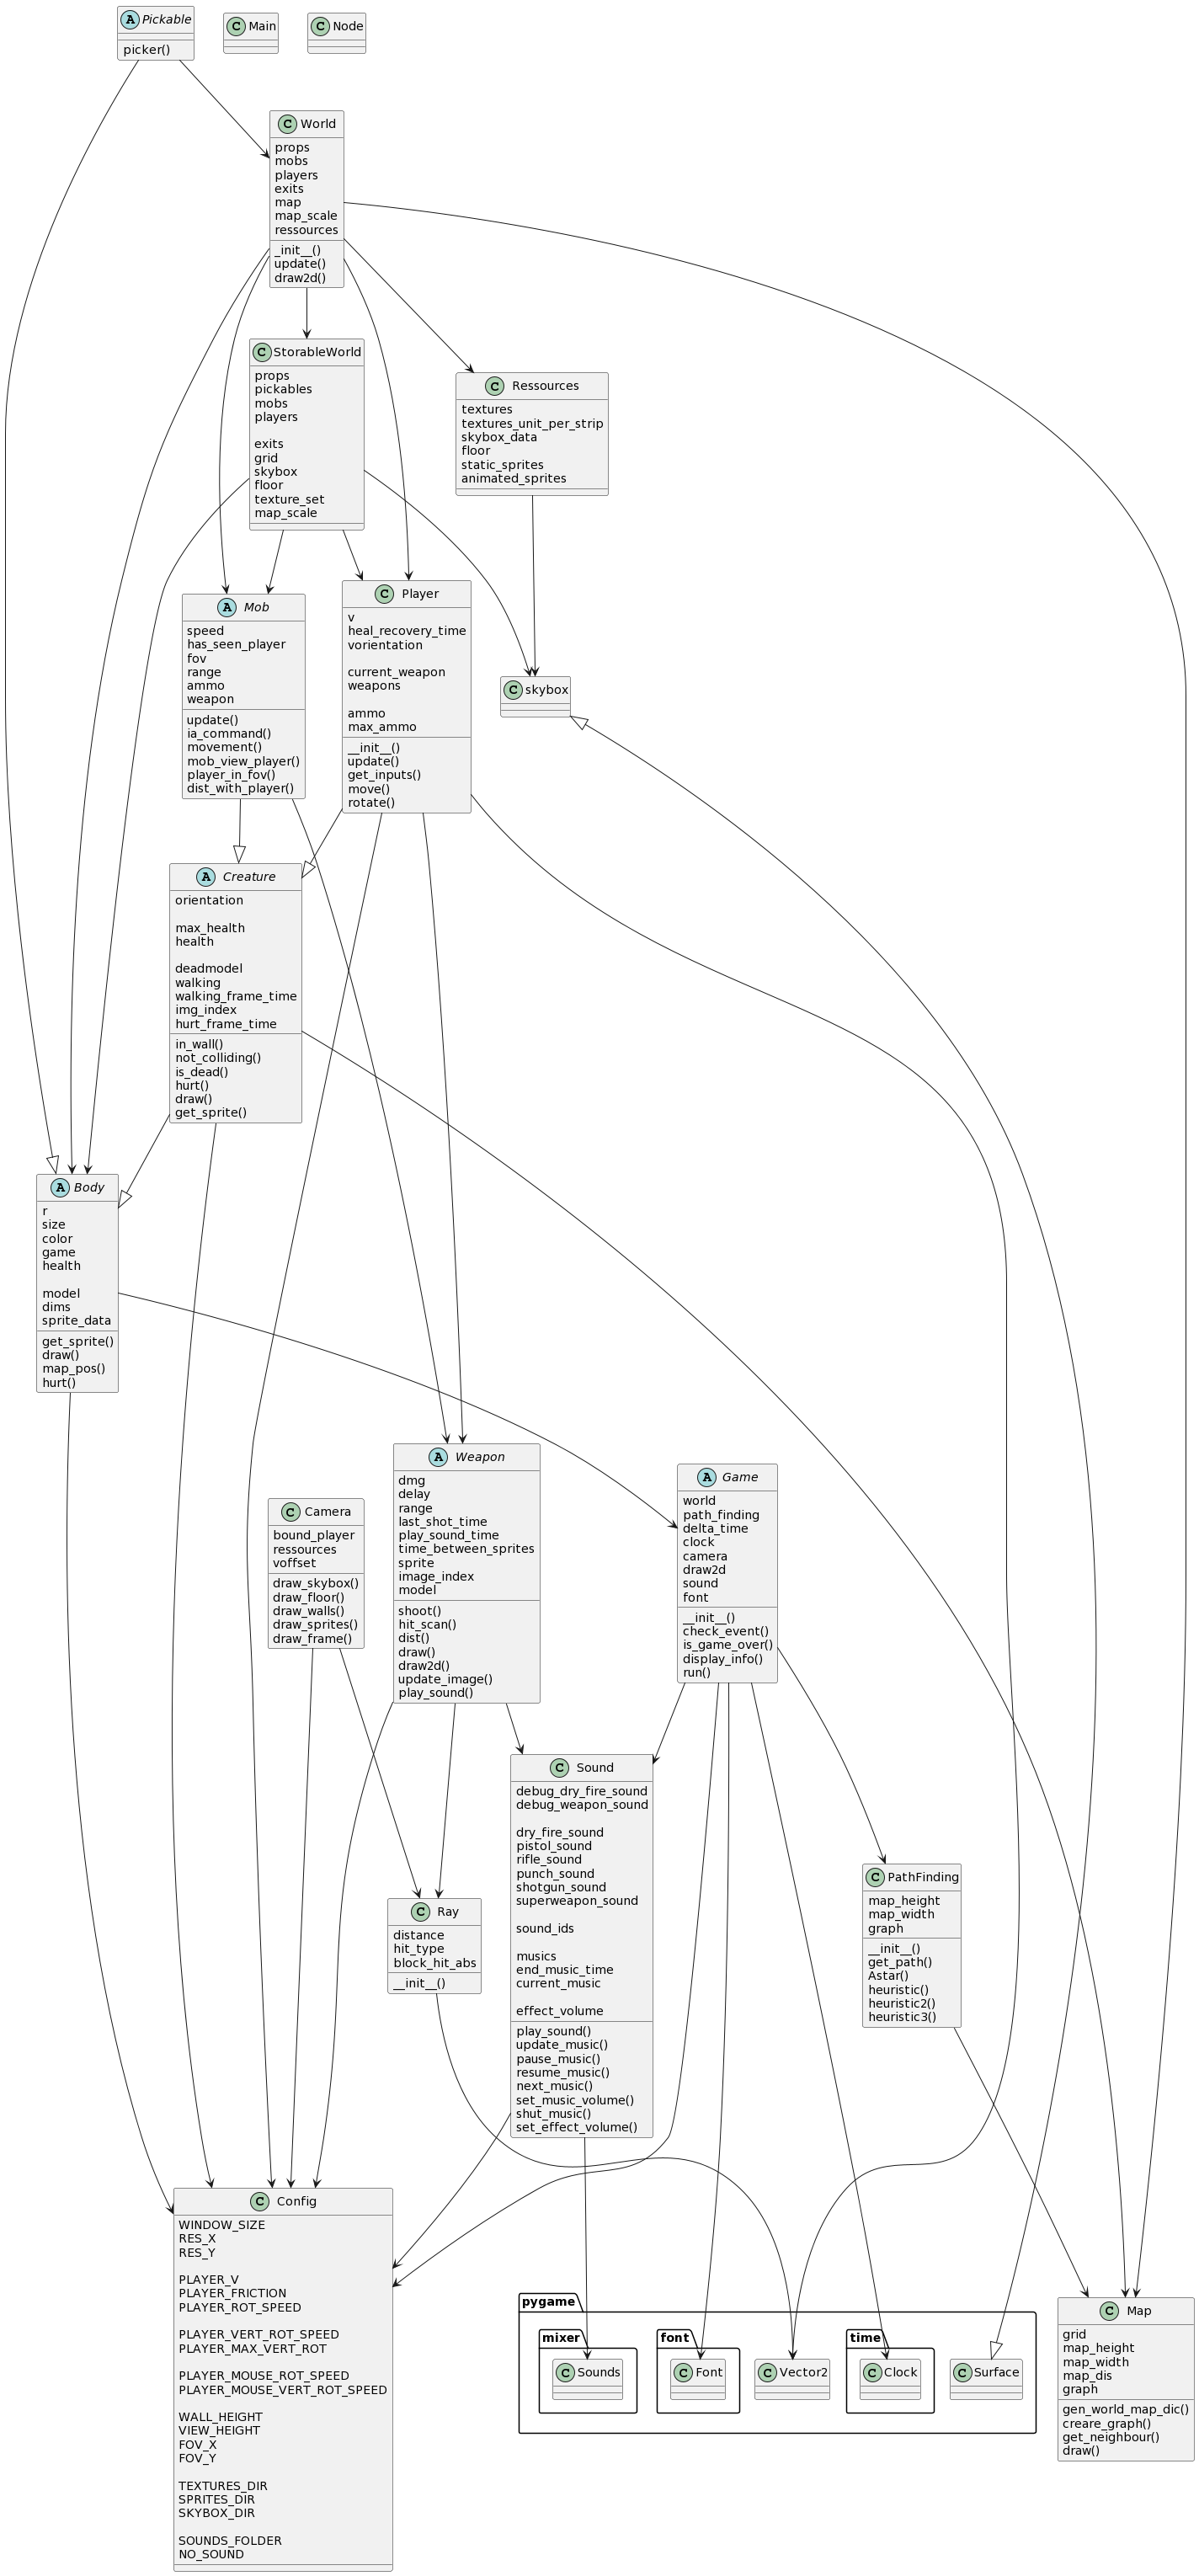 A Pickable
picker()
C Main
C Node
C World
props
mobs
players
exits
map
map_scale
ressources
_init__()
update()
draw2d()
C StorableWorld
props
pickables
mobs
players
exits
grid
skybox
floor
texture_set
map_scale
C Ressources
textures
textures_unit_per_strip
skybox_data
floor
static_sprites
animated_sprites
A Mob
speed
has_seen_player
fov
range
ammo
weapon
update()
ia_command()
movement()
mob_view_player()
player_in_fov()
dist_with_player()
C Player
v
heal_recovery_time
vorientation
current_weapon
weapons
ammo
max_ammo
__init__()
update()
get_inputs()
move()
rotate()
C skybox
A Creature
orientation
max_health
health
deadmodel
walking
walking_frame_time
img_index
hurt_frame_time
in_wall()
not_colliding()
is_dead()
hurt()
draw()
get_sprite()
A Body
r
size
color
game
health
model
dims
sprite_data
get_sprite()
draw()
map_pos()
hurt()
C Camera
bound_player
ressources
voffset
draw_skybox()
draw_floor()
draw_walls()
draw_sprites()
draw_frame()
A Weapon
dmg
delay
range
last_shot_time
play_sound_time
time_between_sprites
sprite
image_index
model
shoot()
hit_scan()
dist()
draw()
draw2d()
update_image()
play_sound()
A Game
world
path_finding
delta_time
clock
camera
draw2d
sound
font
__init__()
check_event()
is_game_over()
display_info()
run()
C Sound
debug_dry_fire_sound
debug_weapon_sound
dry_fire_sound
pistol_sound
rifle_sound
punch_sound
shotgun_sound
superweapon_sound
sound_ids
musics
end_music_time
current_music
effect_volume
play_sound()
update_music()
pause_music()
resume_music()
next_music()
set_music_volume()
shut_music()
set_effect_volume()
C Ray
distance
hit_type
block_hit_abs
__init__()
C PathFinding
map_height
map_width
graph
__init__()
get_path()
Astar()
heuristic()
heuristic2()
heuristic3()
C Config
WINDOW_SIZE
RES_X
RES_Y
PLAYER_V
PLAYER_FRICTION
PLAYER_ROT_SPEED
PLAYER_VERT_ROT_SPEED
PLAYER_MAX_VERT_ROT
PLAYER_MOUSE_ROT_SPEED
PLAYER_MOUSE_VERT_ROT_SPEED
WALL_HEIGHT
VIEW_HEIGHT
FOV_X
FOV_Y
TEXTURES_DIR
SPRITES_DIR
SKYBOX_DIR
SOUNDS_FOLDER
NO_SOUND
pygame
mixer
C Sounds
font
C Font
C Vector2
time
C Clock
C Surface
C Map
grid
map_height
map_width
map_dis
graph
gen_world_map_dic()
creare_graph()
get_neighbour()
draw()